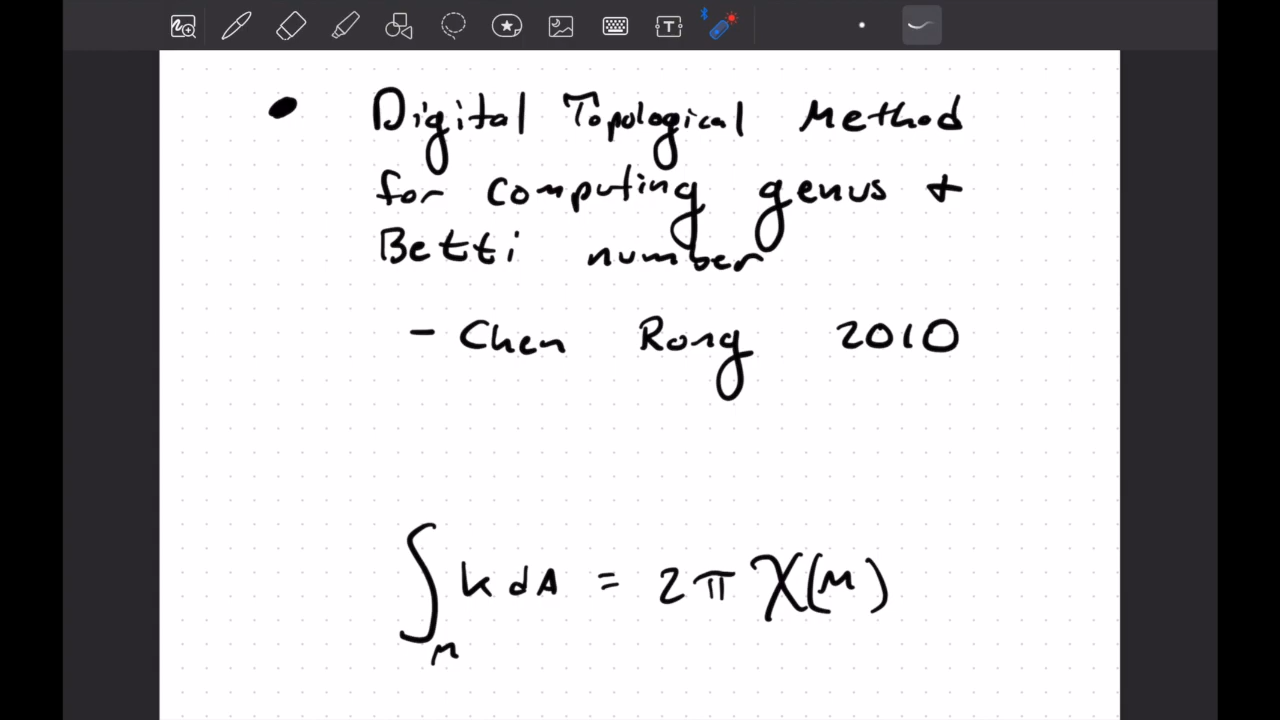 • Digital Topological Method
for computing genus +
Betti number
- Chen Rong 2010
∫_M K dA = 2π χ(M)